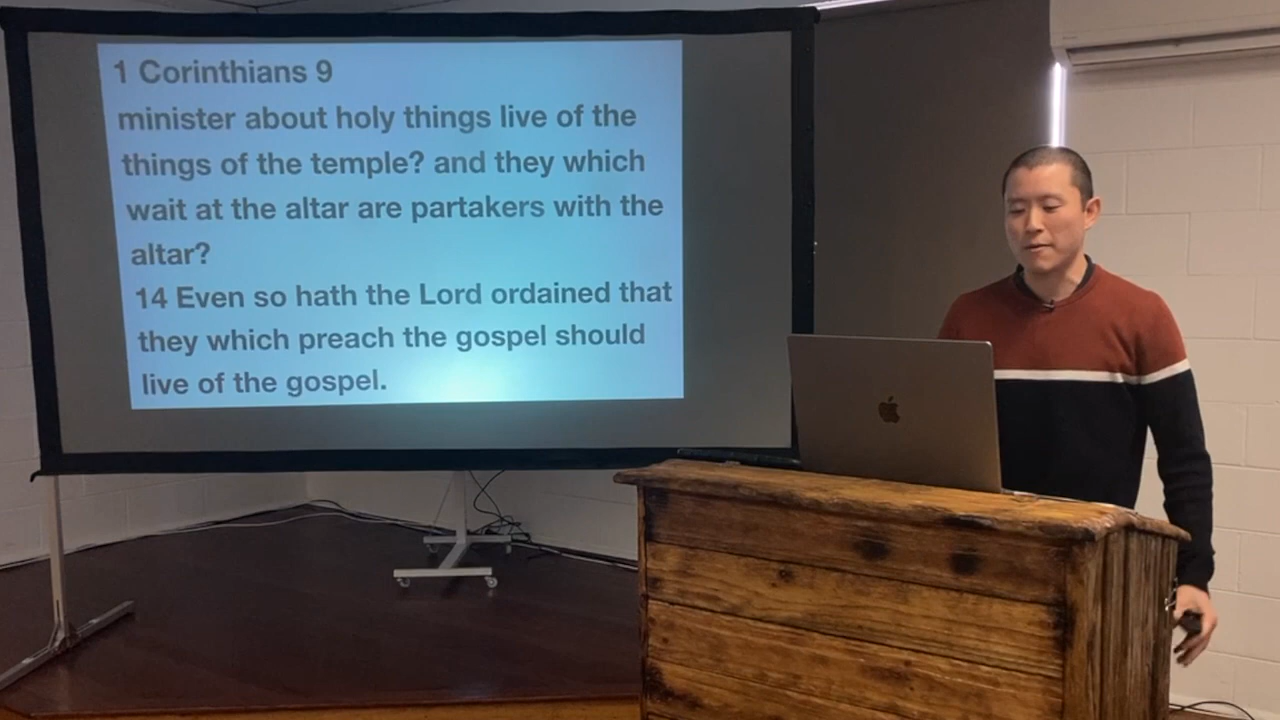 1 Corinthians 9
minister about holy things live of the
things of the temple? and they which
wait at the altar are partakers with the
altar?
14 Even so hath the Lord ordained that
they which preach the gospel should
live of the gospel.